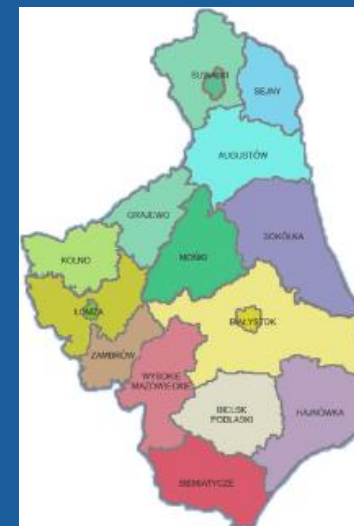 SUWAŁKI
SEJNY
AUGUSTÓW
GRAJEWO
SOKÓŁKA
MOŃKI
KOLNO
ŁOMŻA
BIAŁYSTOK
ZAMBRÓW
WYSOKIE
MAZOWIECKIE
BIELSK
PODLASKI
HAJNÓWKA
SIEMIATYCZE